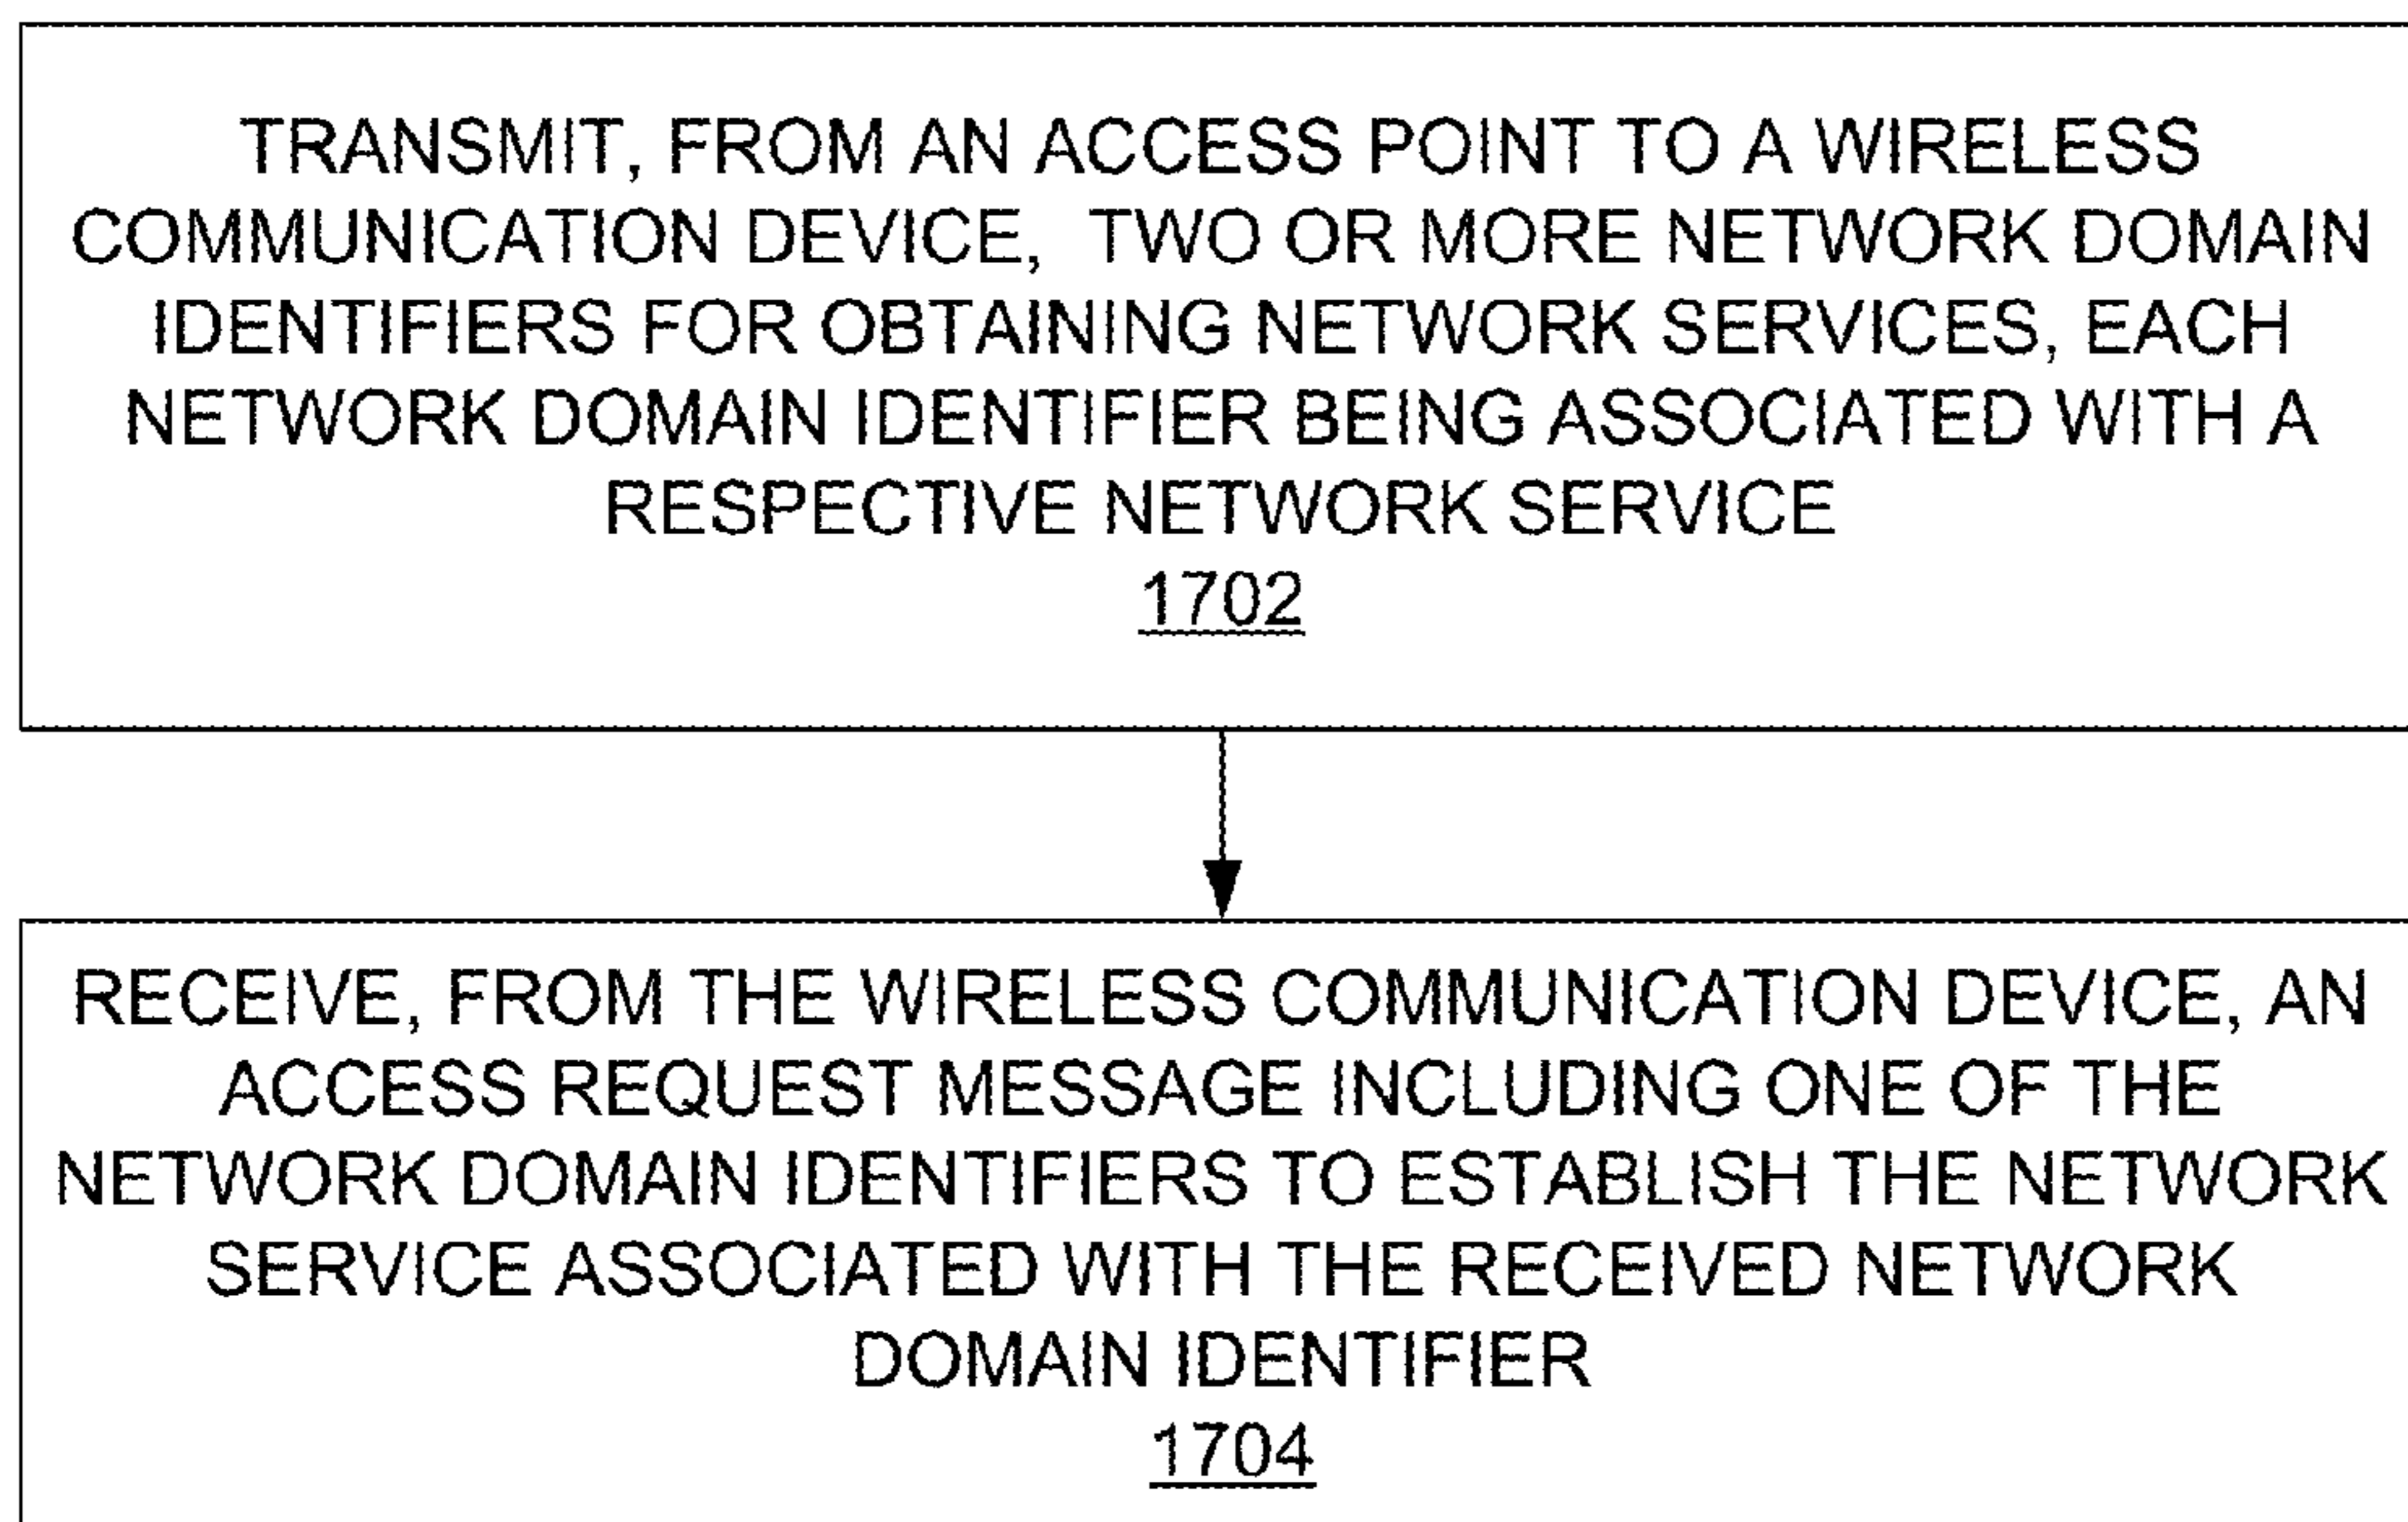 TRANSMIT, FROM AN ACCESS POINT TO A WIRELESS
COMMUNICATION DEVICE, TWO OR MORE NETWORK DOMAIN
IDENTIFIERS FOR OBTAINING NETWORK SERVICES, EACH
NETWORK DOMAIN IDENTIFIER BEING ASSOCIATED WITH A
RESPECTIVE NETWORK SERVICE
1702
RECEIVE, FROM THE WIRELESS COMMUNICATION DEVICE, AN
ACCESS REQUEST MESSAGE INCLUDING ONE OF THE
NETWORK DOMAIN IDENTIFIERS TO ESTABLISH THE NETWORK
SERVICE ASSOCIATED WITH THE RECEIVED NETWORK
DOMAIN IDENTIFIER
1704